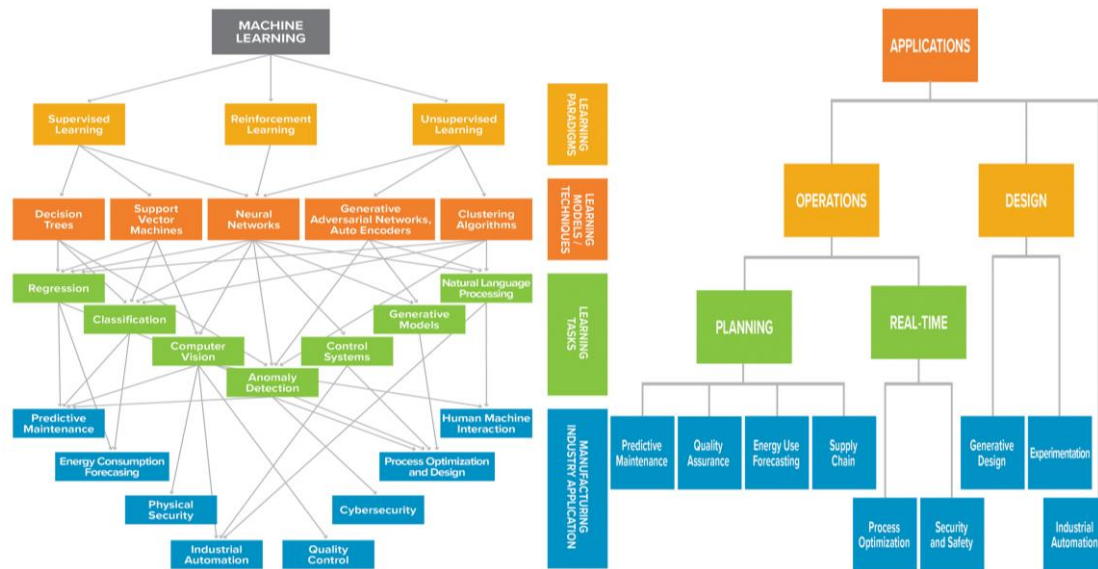 MACHINE
LEARNING
Supervised
Learning
Reinforcement
Learning
Unsupervised
Learning
Decision
Trees
Support
Vector
Machines
Neural
Networks
Generative
Adversarial Networks,
Auto Encoders
Clustering
Algorithms
Regression
Natural Language
Processing
Classification
Generative
Models
Computer
Vision
Control
Systems
Anomaly
Detection
Predictive
Maintenance
Human Machine
Interaction
Energy Consumption
Forecasing
Process Optimization
and Design
Physical
Security
Cybersecurity
Industrial
Automation
Quality
Control
LEARNING
PARADIGMS
LEARNING
MODELS /
TECHNIQUES
LEARNING
TASKS
MANUFACTURING
INDUSTRY APPLICATION
APPLICATIONS
OPERATIONS
DESIGN
PLANNING
REAL-TIME
Predictive
Maintenance
Quality
Assurance
Energy Use
Forecasting
Supply
Chain
Generative
Design
Experimentation
Process
Optimization
Security
and Safety
Industrial
Automation